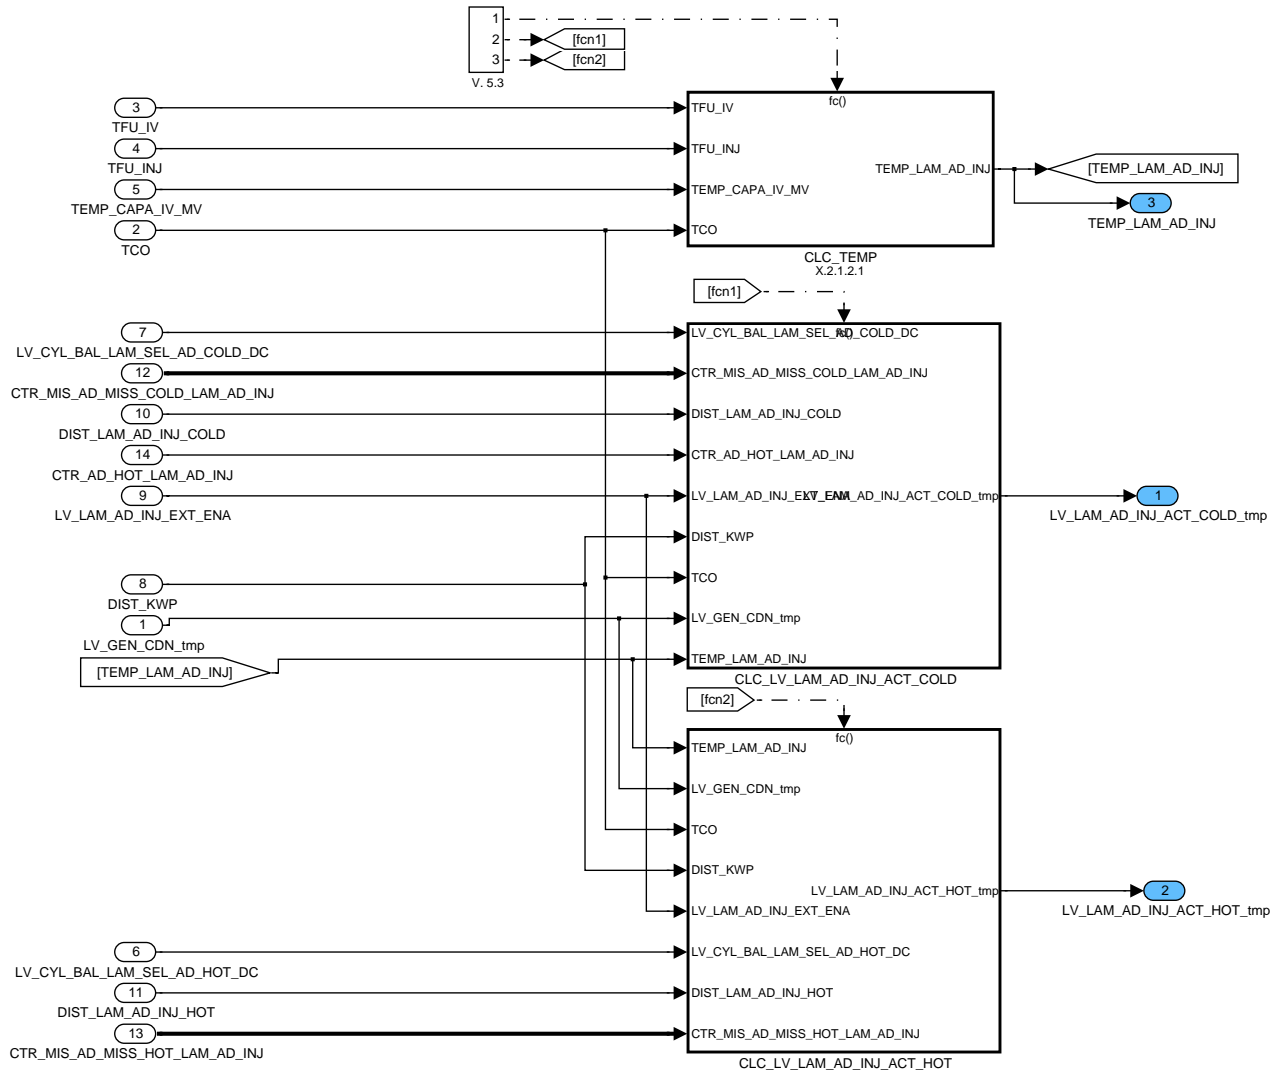 1
2
3
[fcn1]
[fcn2]
V. 5.3
fc()
3
TFU_IV
TFU_IV
4
TFU_INJ
TFU_INJ
5
TEMP_CAPA_IV_MV
TEMP_CAPA_IV_MV
2
TCO
TCO
TEMP_LAM_AD_INJ
[TEMP_LAM_AD_INJ]
3
TEMP_LAM_AD_INJ
CLC_TEMP
X.2.1.2.1
[fcn1]
fc()
7
LV_CYL_BAL_LAM_SEL_AD_COLD_DC
LV_CYL_BAL_LAM_SEL_AD_COLD_DC
12
CTR_MIS_AD_MISS_COLD_LAM_AD_INJ
CTR_MIS_AD_MISS_COLD_LAM_AD_INJ
10
DIST_LAM_AD_INJ_COLD
DIST_LAM_AD_INJ_COLD
14
CTR_AD_HOT_LAM_AD_INJ
CTR_AD_HOT_LAM_AD_INJ
9
LV_LAM_AD_INJ_EXT_ENA
LV_LAM_AD_INJ_EXT_ENA
LV_LAM_AD_INJ_ACT_COLD_tmp
1
LV_LAM_AD_INJ_ACT_COLD_tmp
DIST_KWP
8
DIST_KWP
TCO
1
LV_GEN_CDN_tmp
LV_GEN_CDN_tmp
[TEMP_LAM_AD_INJ]
TEMP_LAM_AD_INJ
CLC_LV_LAM_AD_INJ_ACT_COLD
[fcn2]
fc()
TEMP_LAM_AD_INJ
LV_GEN_CDN_tmp
TCO
DIST_KWP
LV_LAM_AD_INJ_ACT_HOT_tmp
2
LV_LAM_AD_INJ_ACT_HOT_tmp
LV_LAM_AD_INJ_EXT_ENA
6
LV_CYL_BAL_LAM_SEL_AD_HOT_DC
LV_CYL_BAL_LAM_SEL_AD_HOT_DC
11
DIST_LAM_AD_INJ_HOT
DIST_LAM_AD_INJ_HOT
13
CTR_MIS_AD_MISS_HOT_LAM_AD_INJ
CTR_MIS_AD_MISS_HOT_LAM_AD_INJ
CLC_LV_LAM_AD_INJ_ACT_HOT